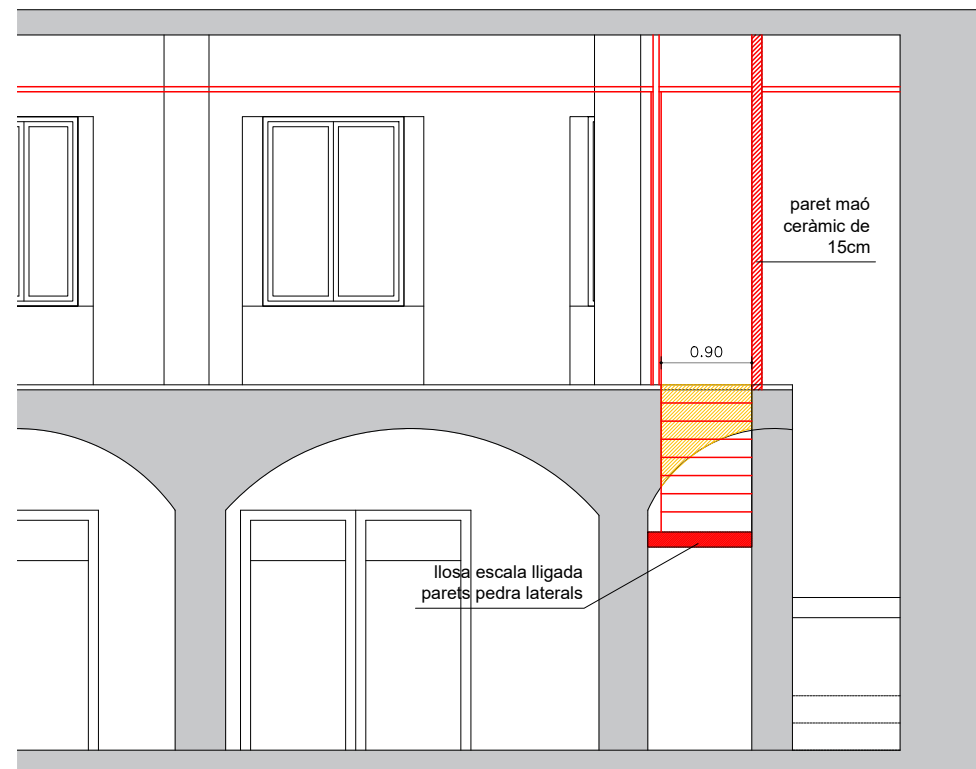 paret maó
ceràmic de
15cm
0.90
llosa escala lligada
parets pedra laterals